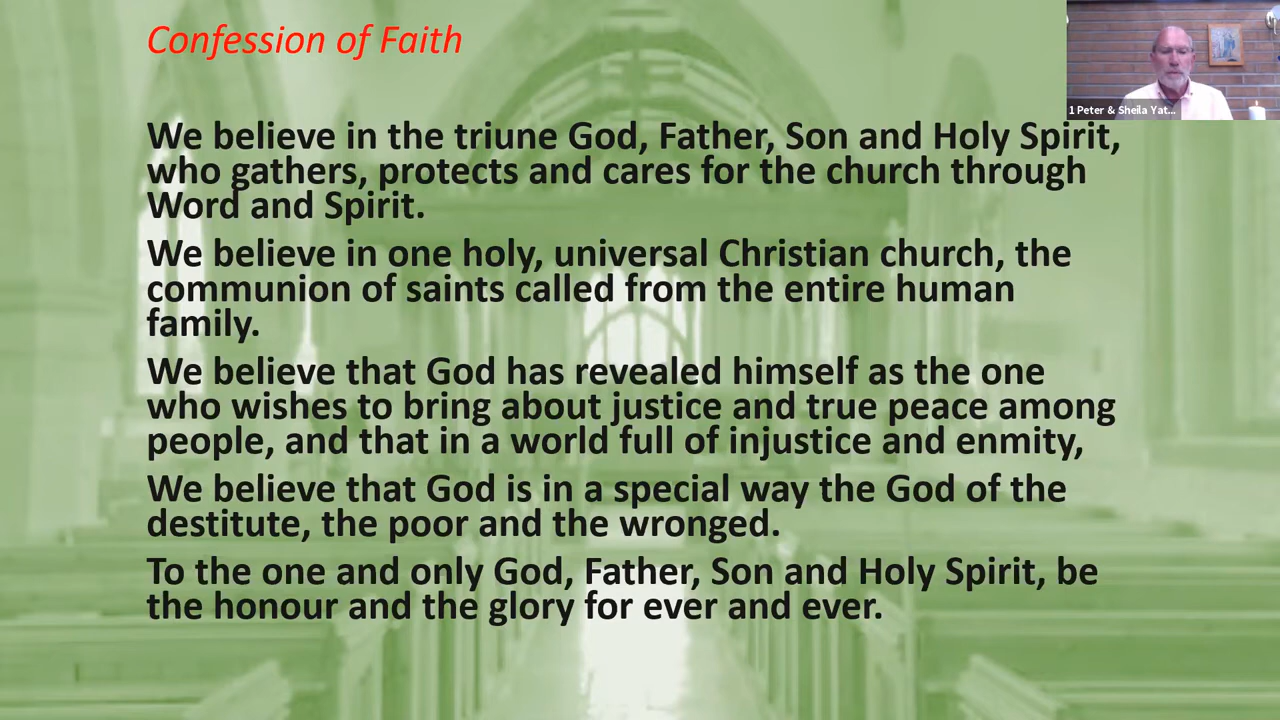 Confession of Faith
1 Peter & Sheila Yat...
We believe in the triune God, Father, Son and Holy Spirit,
who gathers, protects and cares for the church through
Word and Spirit.
We believe in one holy, universal Christian church, the
communion of saints called from the entire human
family.
We believe that God has revealed himself as the one
who wishes to bring about justice and true peace among
people, and that in a world full of injustice and enmity,
We believe that God is in a special way the God of the
destitute, the poor and the wronged.
To the one and only God, Father, Son and Holy Spirit, be
the honour and the glory for ever and ever.